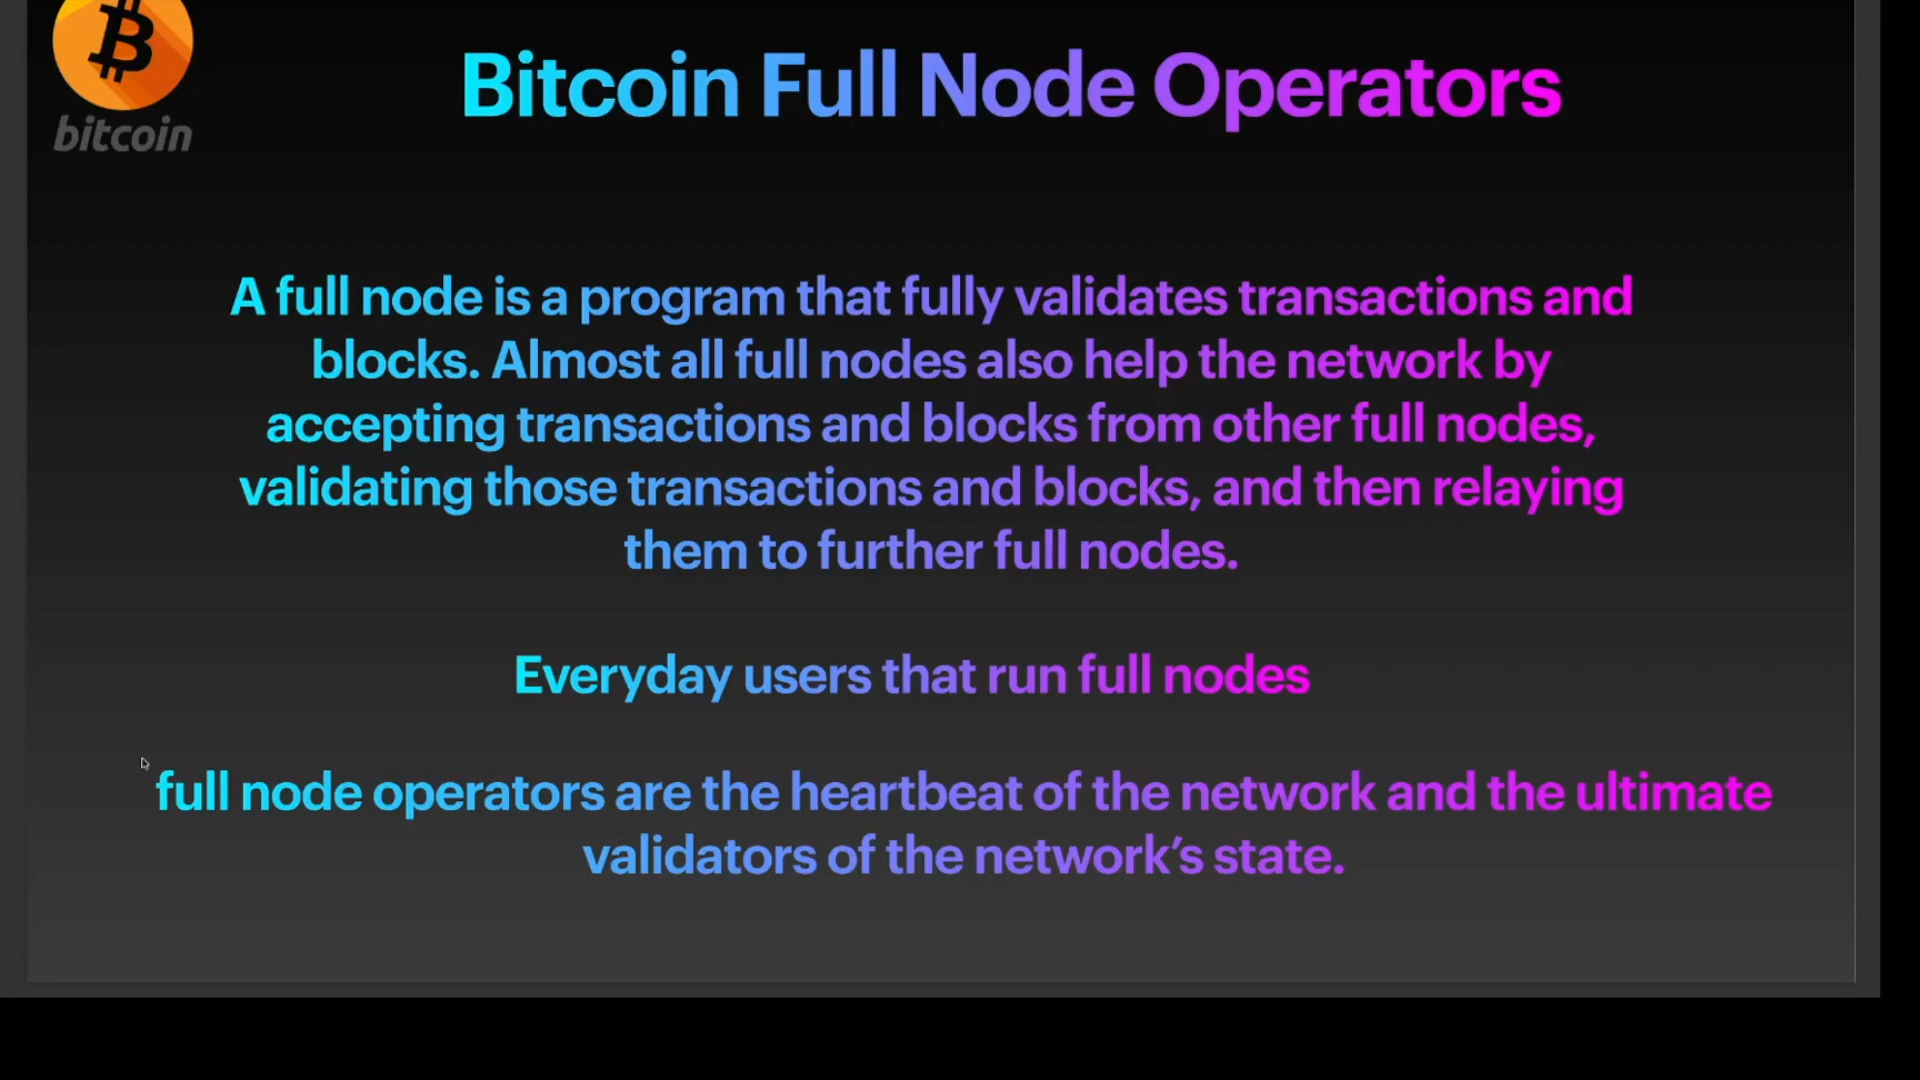 bitcoin
Bitcoin Full Node Operators
A full node is a program that fully validates transactions and
blocks. Almost all full nodes also help the network by
accepting transactions and blocks from other full nodes,
validating those transactions and blocks, and then relaying
them to further full nodes.
Everyday users that run full nodes
full node operators are the heartbeat of the network and the ultimate
validators of the network’s state.